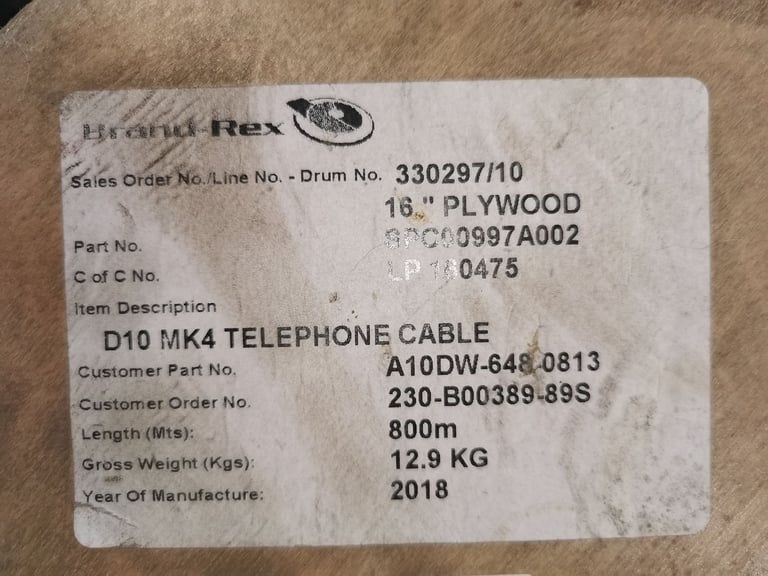 Brand-Rex
Sales Order No./Line No. - Drum No. 330297/10
16." PLYWOOD
Part No. SPC00997A002
C of C No. LP 0475
Item Description
D10 MK4 TELEPHONE CABLE
Customer Part No. A10DW-648 0813
Customer Order No. 230-B00389-89S
Length (Mts): 800m
Gross Weight (Kgs): 12.9 KG
Year Of Manufacture: 2018